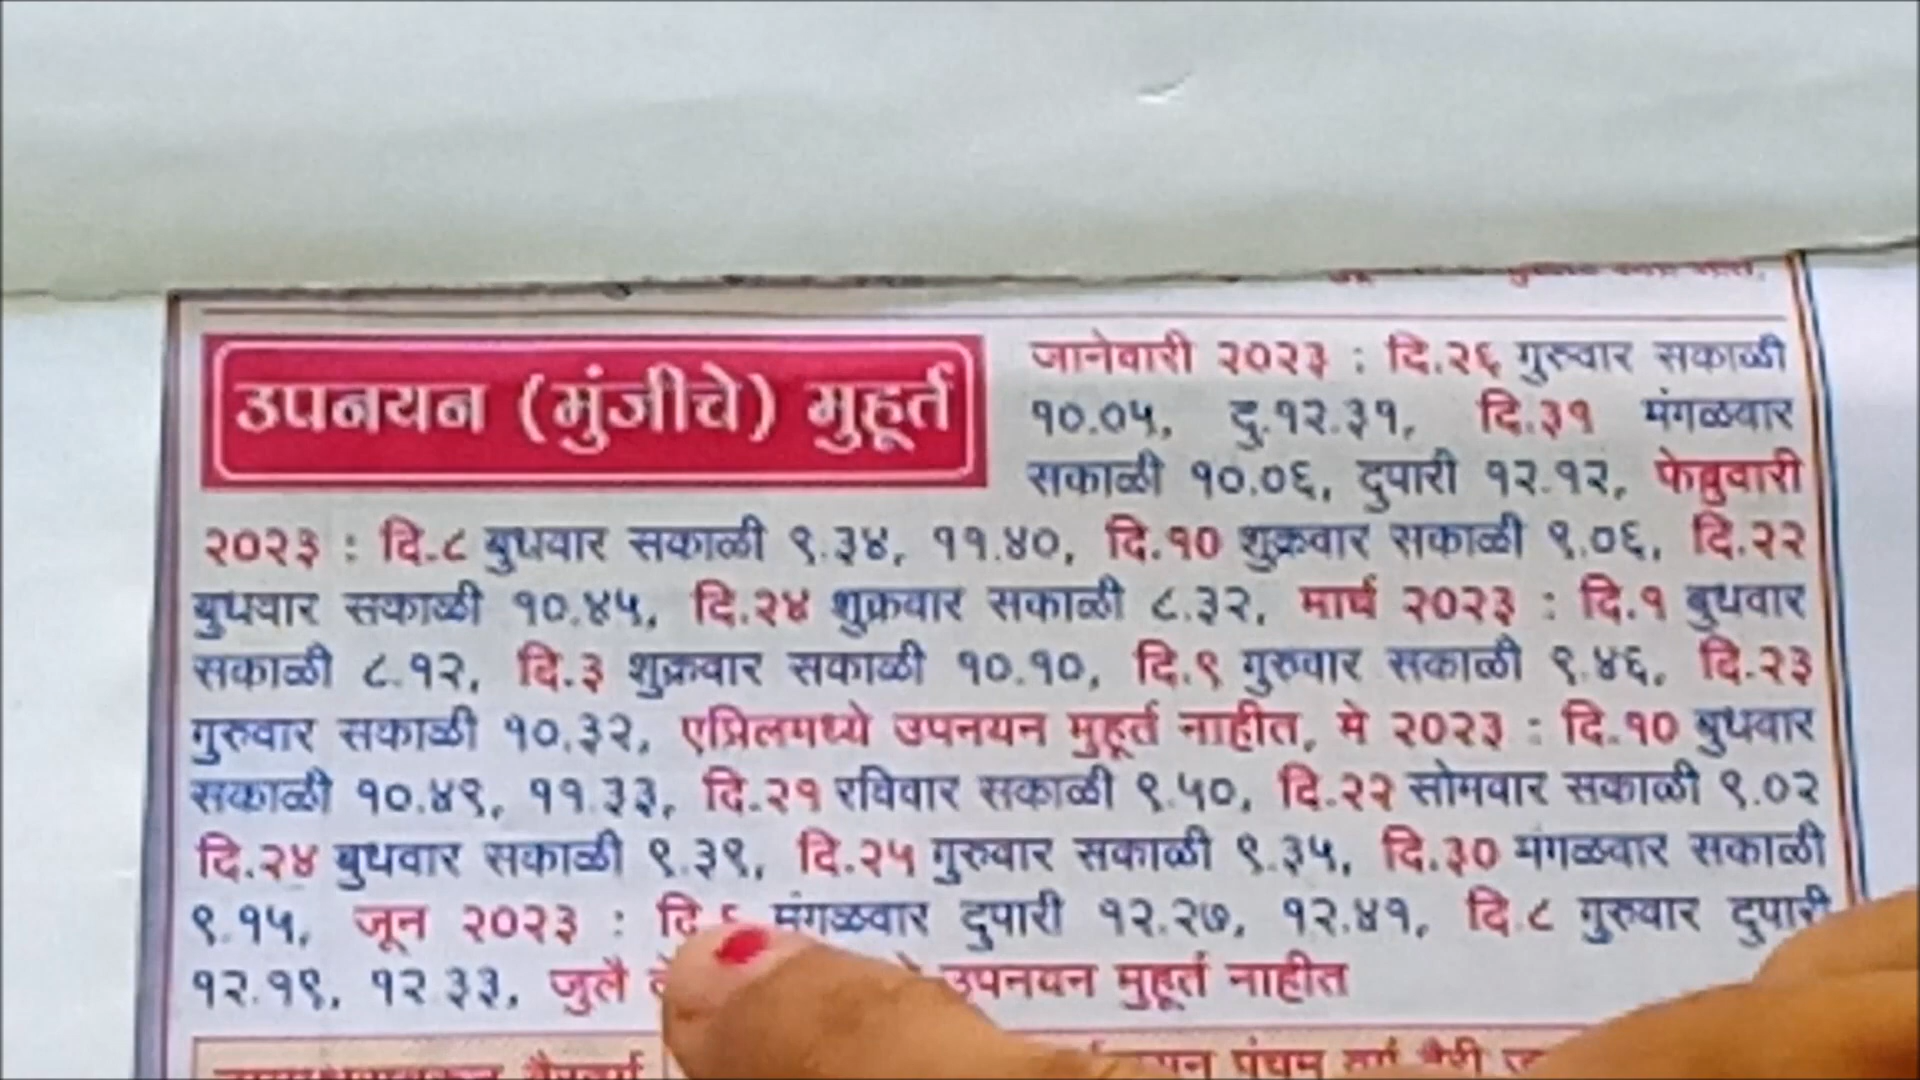 उपनयन (मुंजीचे) मुहूर्त
जानेवारी २०२३ : दि.२६ गुरुवार सकाळी
१०.०५, दु.१२.३१, दि.३१ मंगळवार
सकाळी १०.०६, दुपारी १२.१२, फेब्रुवारी
२०२३ : दि.८ बुधवार सकाळी ९.३४, ११.४०, दि.१० शुक्रवार सकाळी ९.०६, दि.२२
बुधवार सकाळी १०.४५, दि.२४ शुक्रवार सकाळी ८.३२, मार्च २०२३ : दि.१ बुधवार
सकाळी ८.१२, दि.३ शुक्रवार सकाळी १०.१०, दि.९ गुरुवार सकाळी ९.४६, दि.२३
गुरुवार सकाळी १०.३२, एप्रिलमध्ये उपनयन मुहूर्त नाहीत, मे २०२३ : दि.१० बुधवार
सकाळी १०.४९, ११.३३, दि.२१ रविवार सकाळी ९.५०, दि.२२ सोमवार सकाळी ९.०२
दि.२४ बुधवार सकाळी ९.३९, दि.२५ गुरुवार सकाळी ९.३५, दि.३० मंगळवार सकाळी
९.१५, जून २०२३ : दि.६ मंगळवार दुपारी १२.२७, १२.४१, दि.८ गुरुवार दुपारी
१२.१९, १२.३३, जुलै उपनयन मुहूर्त नाहीत